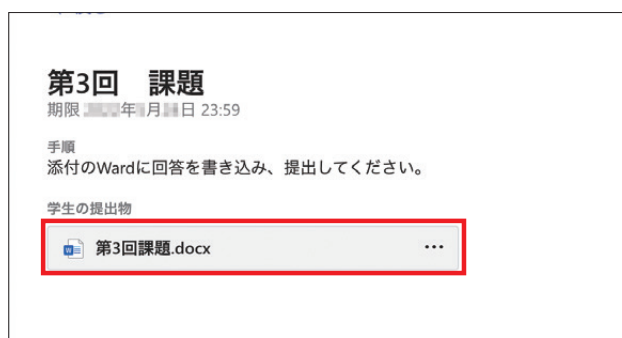 第3回　課題
期限 年 月 日 23:59
手順
添付のWardに回答を書き込み、提出してください。
学生の提出物
第3回課題.docx